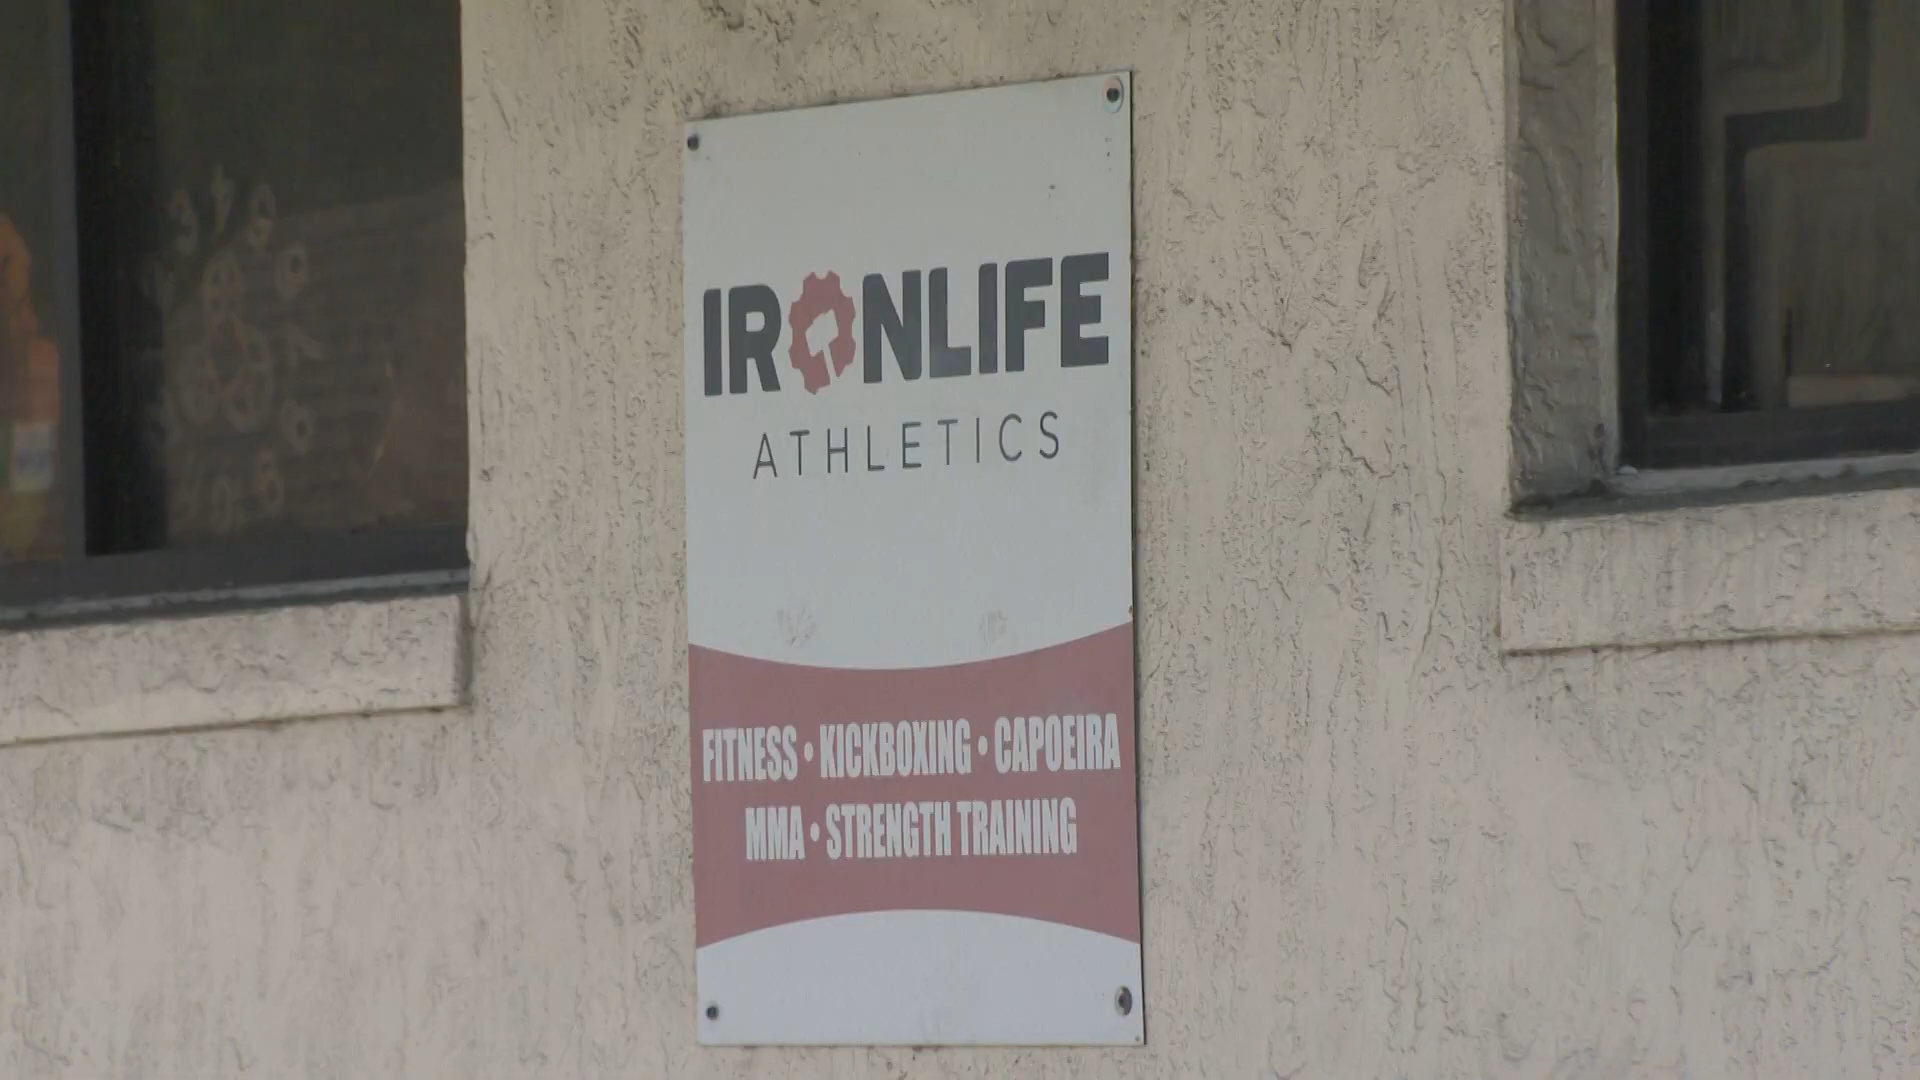 IRONLIFE
ATHLETICS
FITNESS • KICKBOXING • CAPOEIRA
MMA • STRENGTH TRAINING